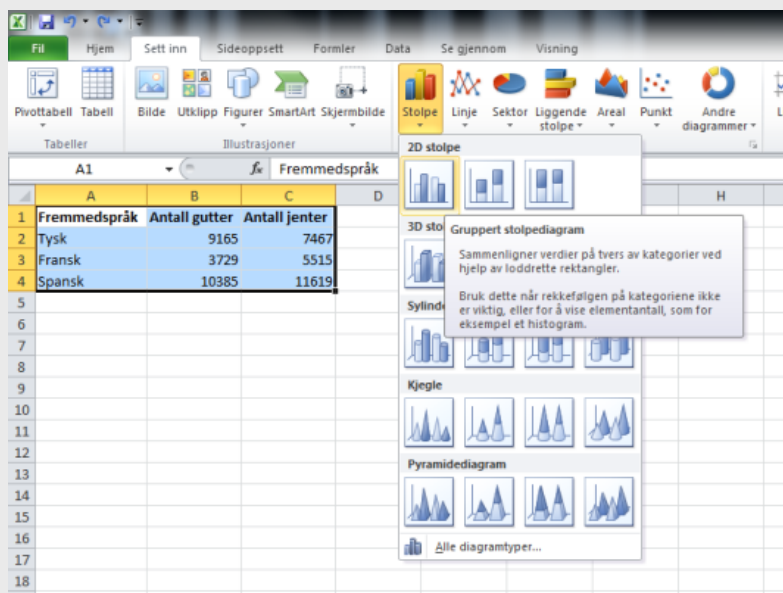 Fil Hjem Sett inn Sideoppsett Formler Data Se gjennom Visning
Pivottabell Tabell Bilde Utklipp Figurer SmartArt Skjermbilde Stolpe Linje Sektor Liggende stolpe Areal Punkt Andre diagrammer
Tabeller Illustrasjoner
A1 fx Fremmedspråk
A B C D H
1 Fremmedspråk Antall gutter Antall jenter
2 Tysk 9165 7467
3 Fransk 3729 5515
4 Spansk 10385 11619
5
6
7
8
9
10
11
12
13
14
15
16
17
18
2D stolpe
Gruppert stolpediagram
Sammenligner verdier på tvers av kategorier ved
hjelp av loddrette rektangler.
Bruk dette når rekkefølgen på kategoriene ikke
er viktig, eller for å vise elementantall, som for
eksempel et histogram.
3D sto
Sylinde
Kjegle
Pyramidediagram
Alle diagramtyper...